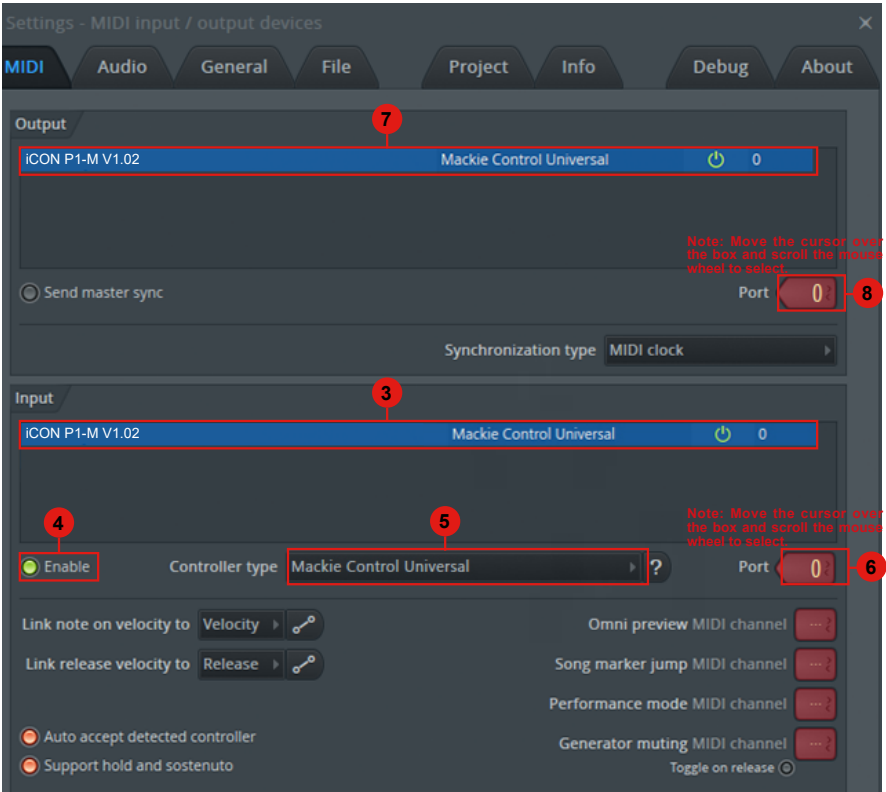 Settings - MIDI input / output devices
MIDI Audio General File Project Info Debug About
Output
7
iCON P1-M V1.02 Mackie Control Universal 0
Note: Move the cursor over
the box and scroll the mouse
wheel to select.
Send master sync Port 0 8
Synchronization type MIDI clock
Input
3
iCON P1-M V1.02 Mackie Control Universal 0
Note: Move the cursor over
the box and scroll the mouse
wheel to select.
4 5
Enable Controller type Mackie Control Universal ? Port 0 6
Link note on velocity to Velocity Omni preview MIDI channel ---
Link release velocity to Release Song marker jump MIDI channel ---
Performance mode MIDI channel ---
Auto accept detected controller Generator muting MIDI channel ---
Support hold and sostenuto Toggle on release